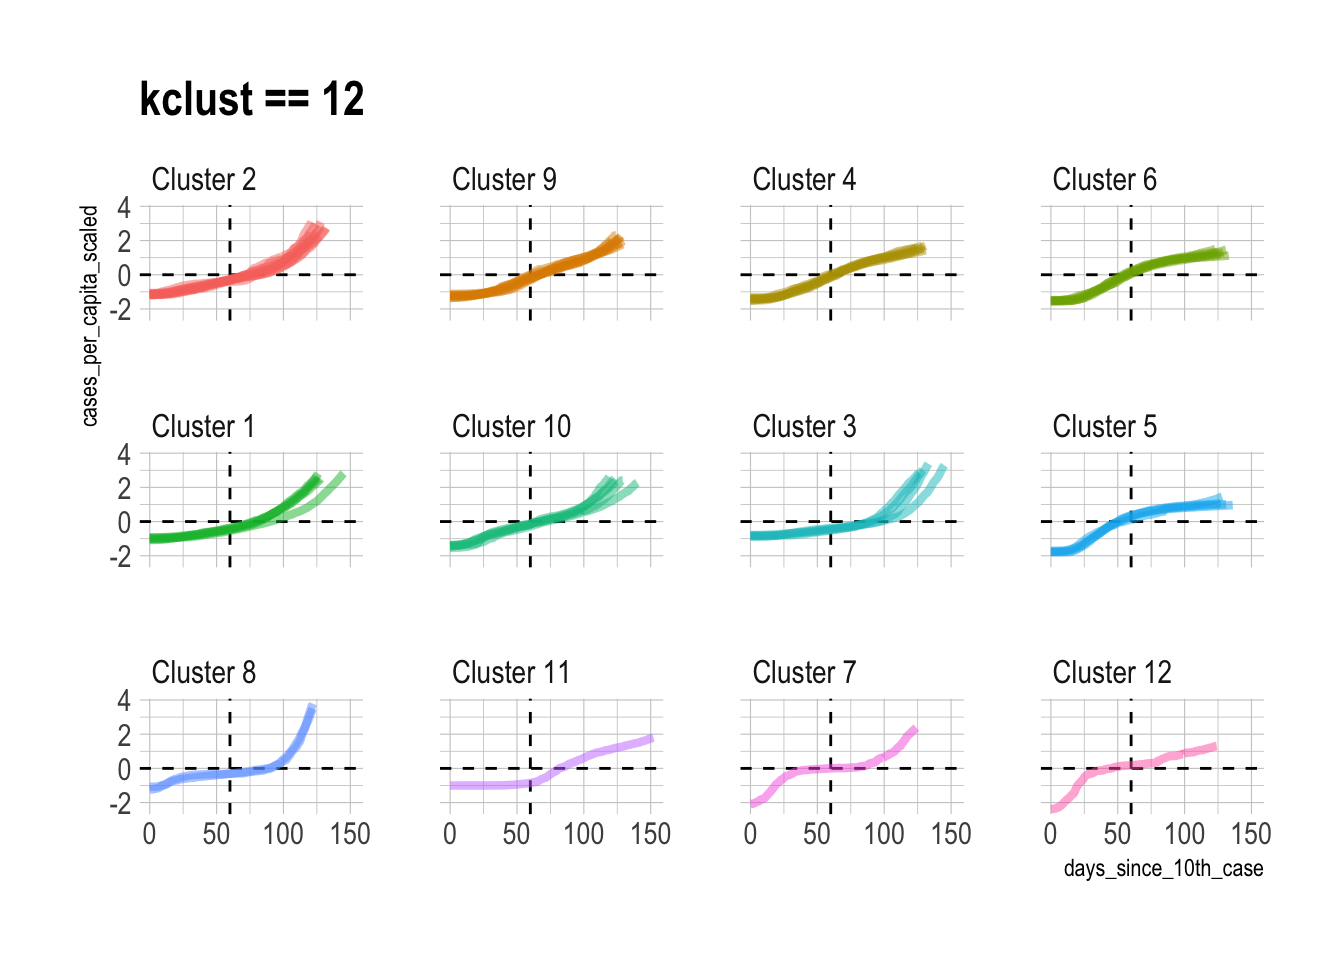 kclust == 12
Cluster 2
Cluster 9
Cluster 4
Cluster 6
cases_per_capita_scaled
4
2
0
-2
Cluster 1
Cluster 10
Cluster 3
Cluster 5
4
2
0
-2
Cluster 8
Cluster 11
Cluster 7
Cluster 12
4
2
0
-2
0 50 100 150
0 50 100 150
0 50 100 150
0 50 100 150
days_since_10th_case